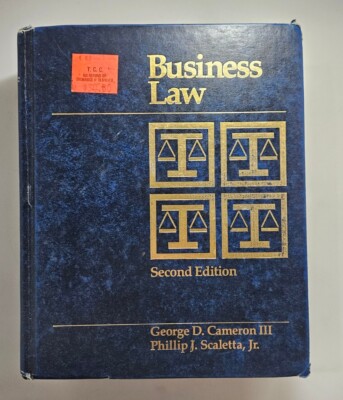 T. C. C.
Business
Law
Second Edition
George D. Cameron III
Phillip J. Scaletta, Jr.